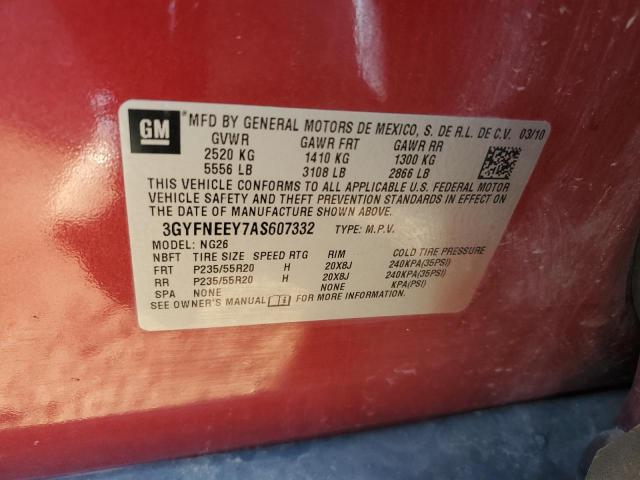 GM
MFD BY GENERAL MOTORS DE MEXICO, S. DE R.L. DE C.V. 03/10
GVWR GAWR FRT GAWR RR
2520 KG 1410 KG 1300 KG
5556 LB 3108 LB 2866 LB
THIS VEHICLE CONFORMS TO ALL APPLICABLE U.S. FEDERAL MOTOR
VEHICLE SAFETY AND THEFT PREVENTION STANDARDS IN EFFECT ON
THE DATE OF MANUFACTURE SHOWN ABOVE.
3GYFNEEY7AS607332 TYPE: M.P.V.
MODEL: NG26
NBFT TIRE SIZE SPEED RTG RIM COLD TIRE PRESSURE
FRT P235/55R20 H 20X8J 240KPA(35PSI)
RR P235/55R20 H 20X8J 240KPA(35PSI)
SPA NONE NONE KPA(PSI)
SEE OWNER'S MANUAL FOR MORE INFORMATION.